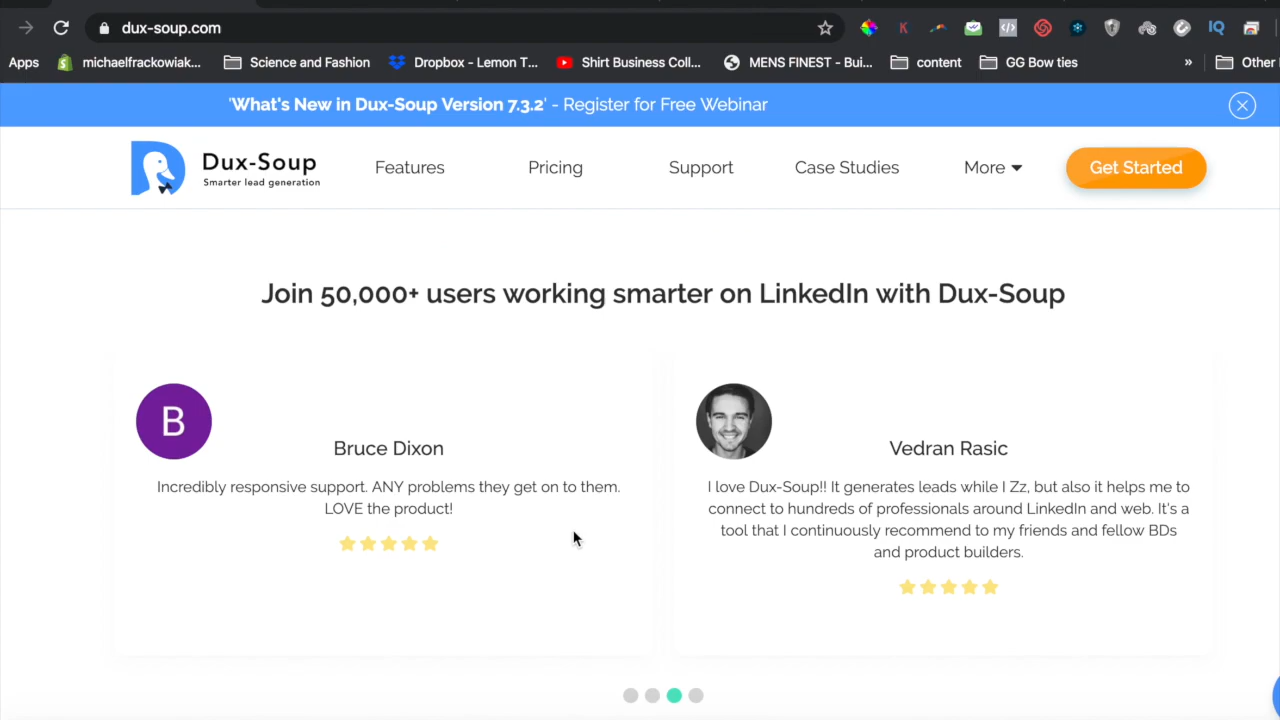 dux-soup.com
Apps michaelfrackowiak... Science and Fashion Dropbox - Lemon T... Shirt Business Coll... MENS FINEST - Bui... content GG Bow ties » Other
'What's New in Dux-Soup Version 7.3.2' - Register for Free Webinar
Dux-Soup
Smarter lead generation
Features Pricing Support Case Studies More Get Started
Join 50,000+ users working smarter on LinkedIn with Dux-Soup
B
Bruce Dixon
Incredibly responsive support. ANY problems they get on to them.
LOVE the product!
Vedran Rasic
I love Dux-Soup!! It generates leads while I Zz, but also it helps me to
connect to hundreds of professionals around LinkedIn and web. It's a
tool that I continuously recommend to my friends and fellow BDs
and product builders.